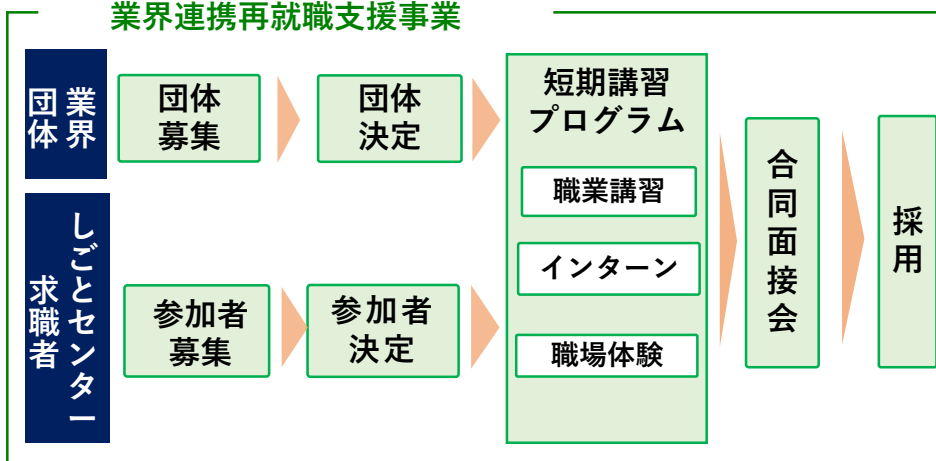 業界連携再就職支援事業
業界
団体
団体
募集
団体
決定
短期講習
プログラム
職業講習
インターン
職場体験
合同面接会
採用
しごとセンター
求職者
参加者
募集
参加者
決定